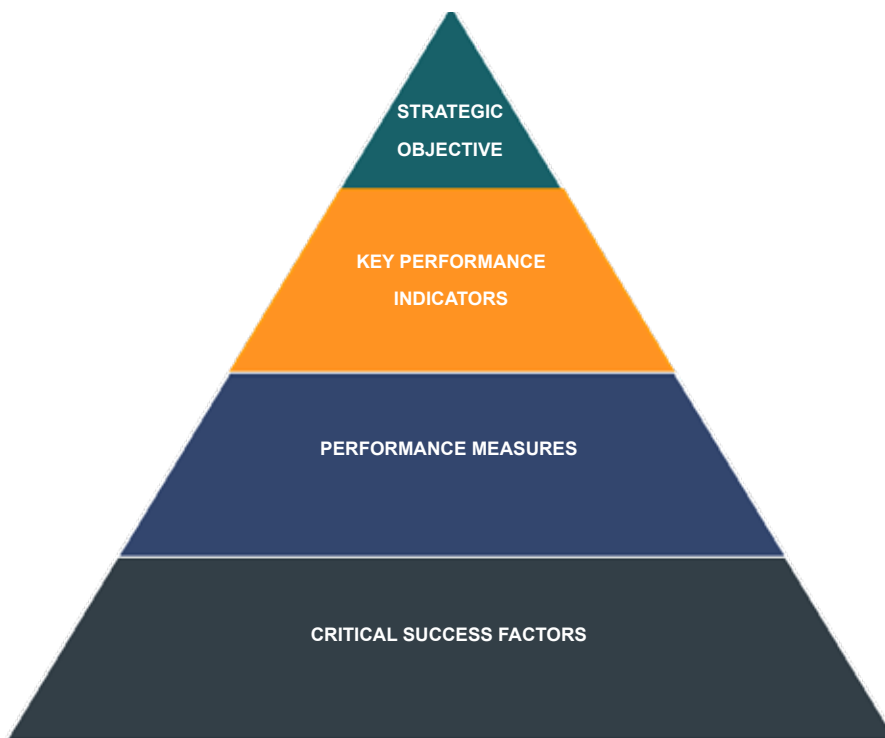 STRATEGIC
OBJECTIVE
KEY PERFORMANCE
INDICATORS
PERFORMANCE MEASURES
CRITICAL SUCCESS FACTORS